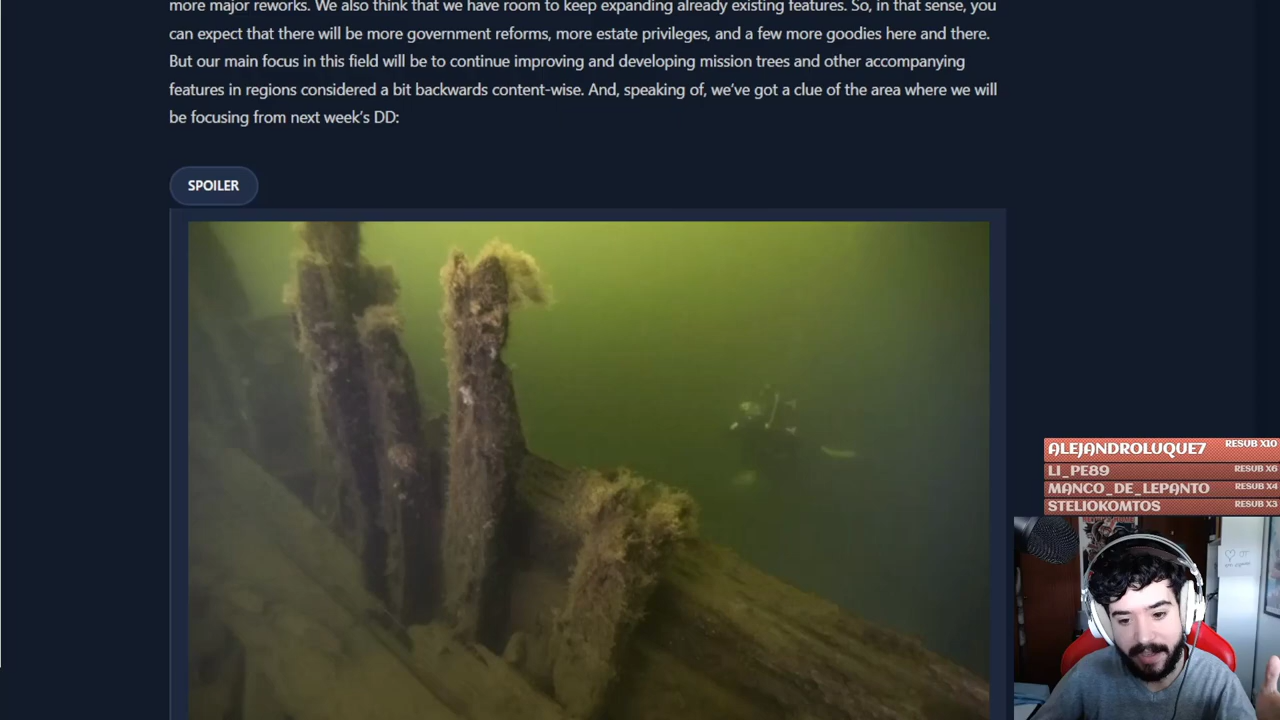 more major reworks. We also think that we have room to keep expanding already existing features. So, in that sense, you
can expect that there will be more government reforms, more estate privileges, and a few more goodies here and there.
But our main focus in this field will be to continue improving and developing mission trees and other accompanying
features in regions considered a bit backwards content-wise. And, speaking of, we’ve got a clue of the area where we will
be focusing from next week’s DD:
SPOILER
ALEJANDROLUQUE7 RESUB X10
LI_PE89 RESUB X6
MANCO_DE_LEPANTO RESUB X4
STELIOKOMTOS RESUB X3